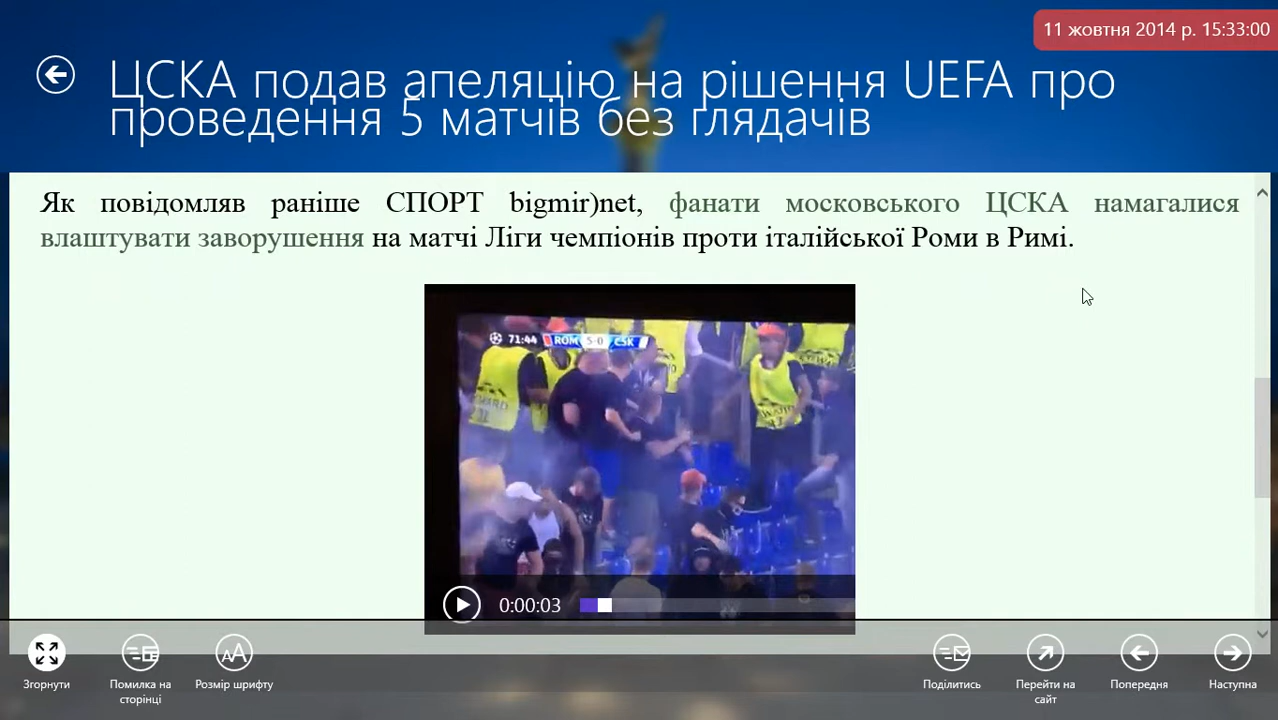 11 жовтня 2014 р. 15:33:00
ЦСКА подав апеляцію на рішення UEFA про
проведення 5 матчів без глядачів
Як повідомляв раніше СПОРТ bigmir)net, фанати московського ЦСКА намагалися
влаштувати заворушення на матчі Ліги чемпіонів проти італійської Роми в Римі.
71:44 ROM 5-0 CSK
0:00:03
Згорнути
Помилка на
сторінці
Розмір шрифту
Поділитись
Перейти на
сайт
Попередня
Наступна